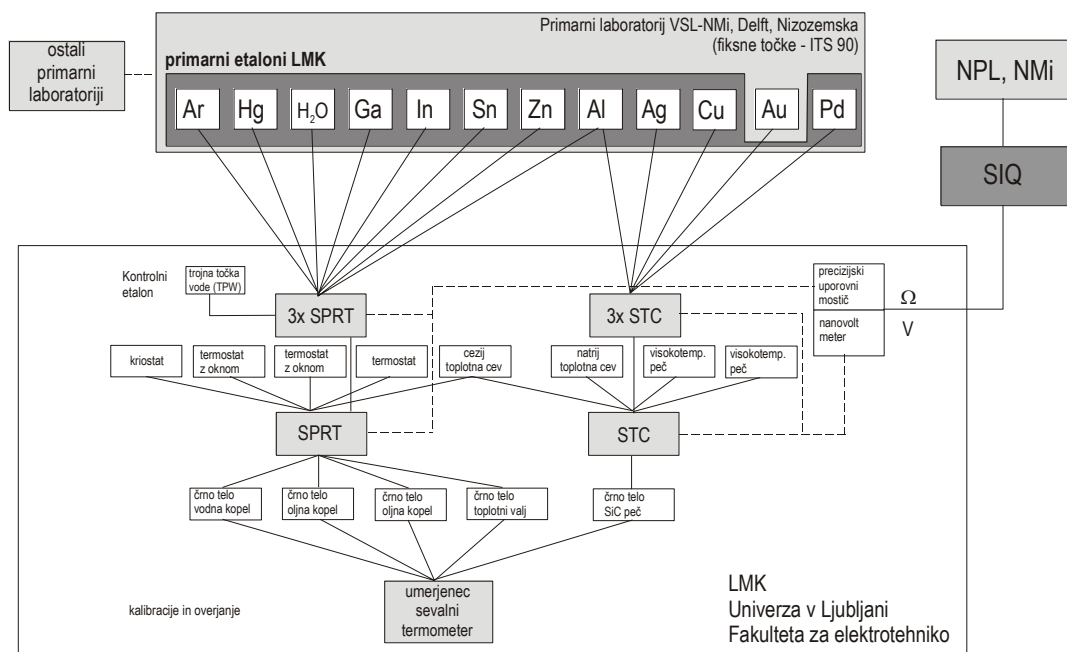 Primarni laboratorij VSL-NMi, Delft, Nizozemska
(fiksne točke - ITS 90)
ostali
primarni
laboratoriji
primarni etaloni LMK
NPL, NMi
Ar Hg H₂O Ga In Sn Zn Al Ag Cu Au Pd
SIQ
Kontrolni
etalon
trojna točka
vode (TPW)
3x SPRT
3x STC
precizijski
uporovni
mostič
nanovolt
meter
Ω
V
kriostat
termostat
z oknom
termostat
z oknom
termostat
cezij
toplotna cev
natrij
toplotna cev
visokotemp.
peč
visokotemp.
peč
SPRT
STC
črno telo
vodna kopel
črno telo
oljna kopel
črno telo
oljna kopel
črno telo
toplotni valj
črno telo
SiC peč
kalibracije in overjanje
umerjenec
sevalni
termometer
LMK
Univerza v Ljubljani
Fakulteta za elektrotehniko